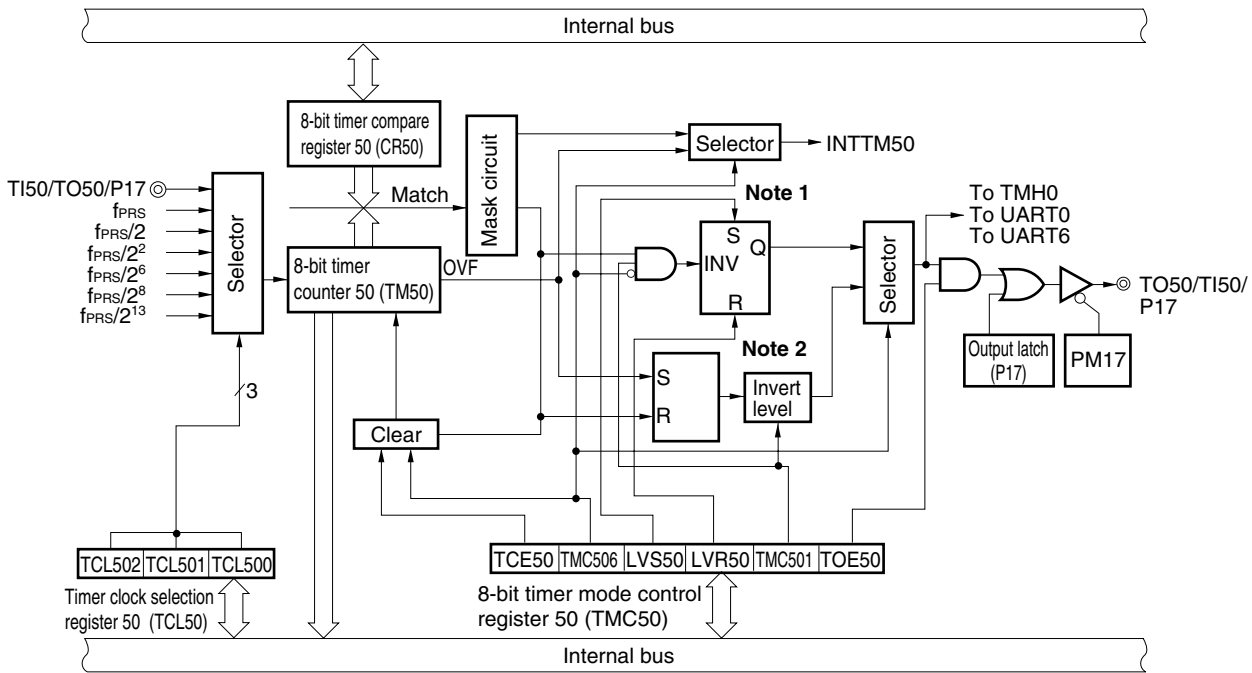 Internal bus
8-bit timer compare
register 50 (CR50)
Mask circuit
Selector
INTTM50
TI50/TO50/P17
Match
Note 1
fPRS
fPRS/2
fPRS/2²
fPRS/2⁶
fPRS/2⁸
fPRS/2¹³
Selector
8-bit timer
counter 50 (TM50)
OVF
S
Q
INV
R
Selector
To TMH0
To UART0
To UART6
TO50/TI50/
P17
Note 2
Output latch
(P17)
PM17
S
R
Invert
level
3
Clear
TCL502 TCL501 TCL500
Timer clock selection
register 50 (TCL50)
TCE50 TMC506 LVS50 LVR50 TMC501 TOE50
8-bit timer mode control
register 50 (TMC50)
Internal bus